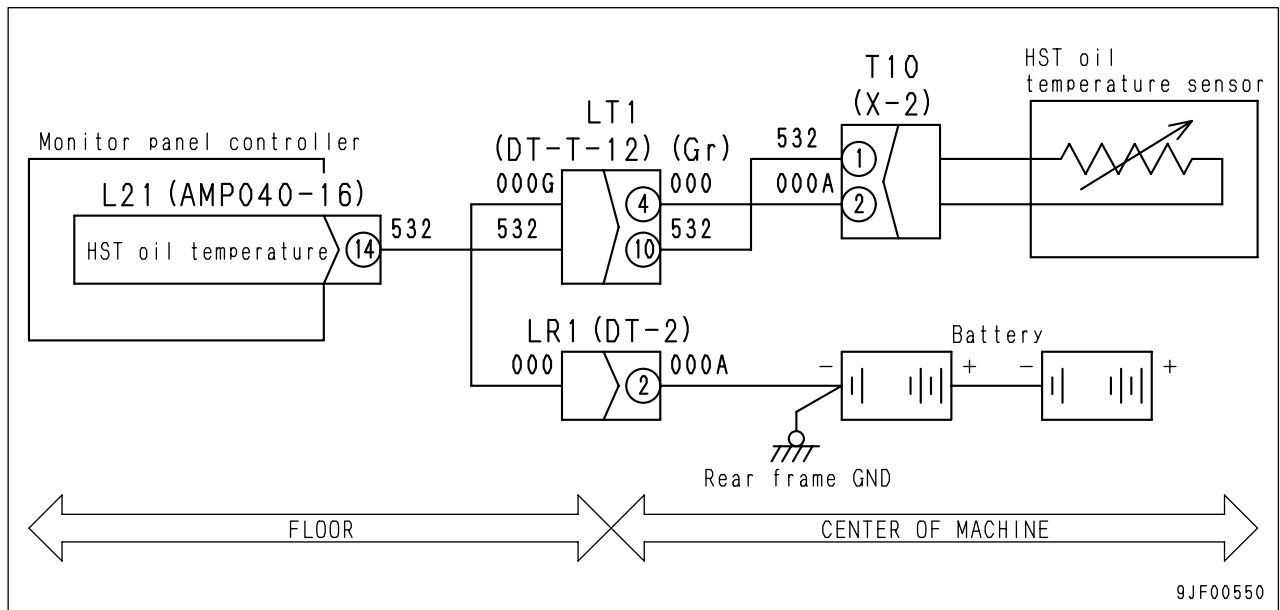 HST oil
temperature sensor
T10
(X-2)
LT1
(DT-T-12) (Gr)
Monitor panel controller
L21 (AMP040-16)
HST oil temperature
14
532
000G
532
4
10
000
532
532
000A
1
2
LR1 (DT-2)
000
2
000A
Battery
- + - +
Rear frame GND
FLOOR
CENTER OF MACHINE
9JF00550